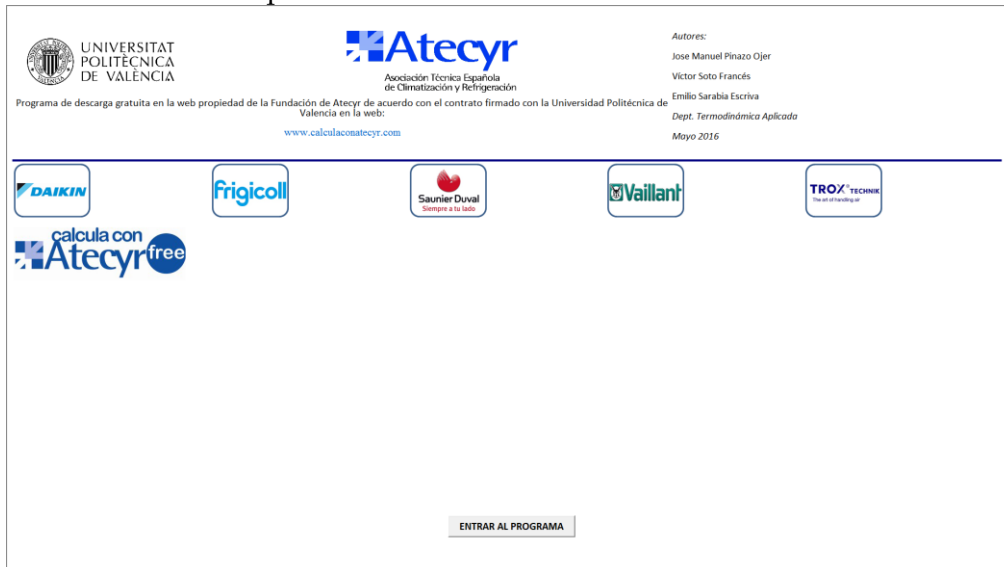 UNIVERSITAT
POLITÈCNICA
DE VALÈNCIA
Atecyr
Asociación Técnica Española
de Climatización y Refrigeración
Programa de descarga gratuita en la web propiedad de la Fundación de Atecyr de acuerdo con el contrato firmado con la Universidad Politécnica de
Valencia en la web:
www.calculaconatecyr.com
Autores:
Jose Manuel Pinazo Ojer
Víctor Soto Francés
Emilio Sarabia Escriva
Dept. Termodinámica Aplicada
Mayo 2016
DAIKIN
frigicoll
Saunier Duval
Siempre a tu lado
Vaillant
TROX® TECHNIK
The art of handling air
calcula con
Atecyr free
ENTRAR AL PROGRAMA